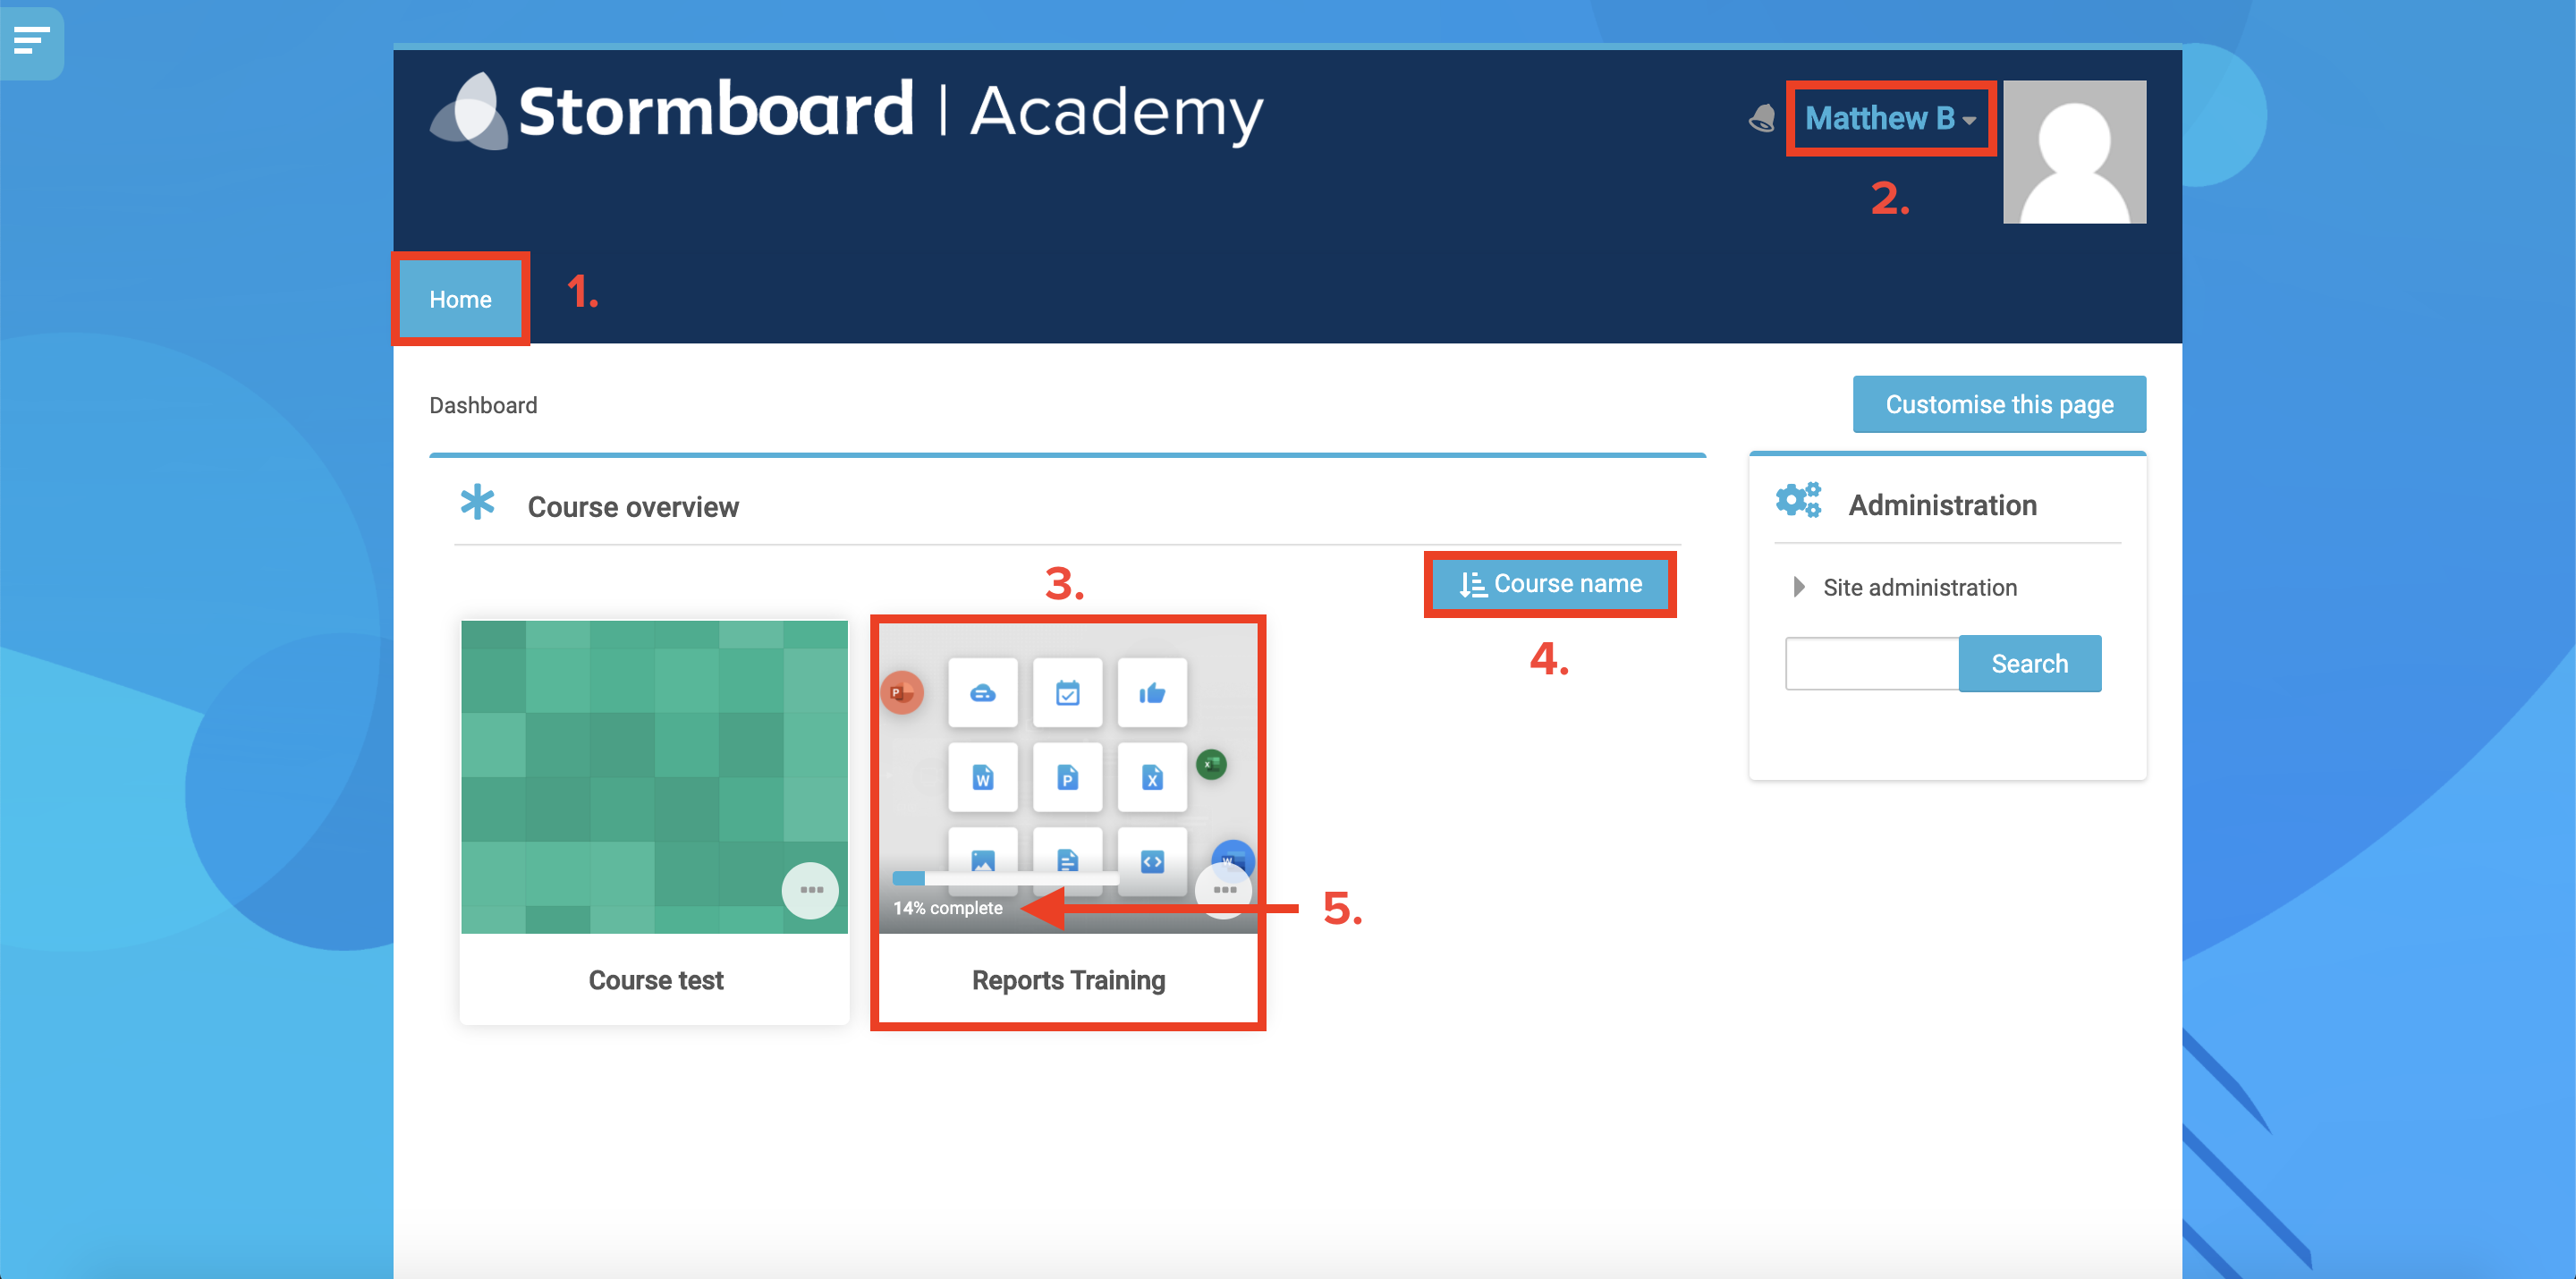 Stormboard | Academy
Matthew B
2.
Home
1.
Dashboard
Customise this page
Course overview
Administration
3.
Course name
Site administration
4.
Search
P
W
P
X
X
W
14% complete
5.
Course test
Reports Training